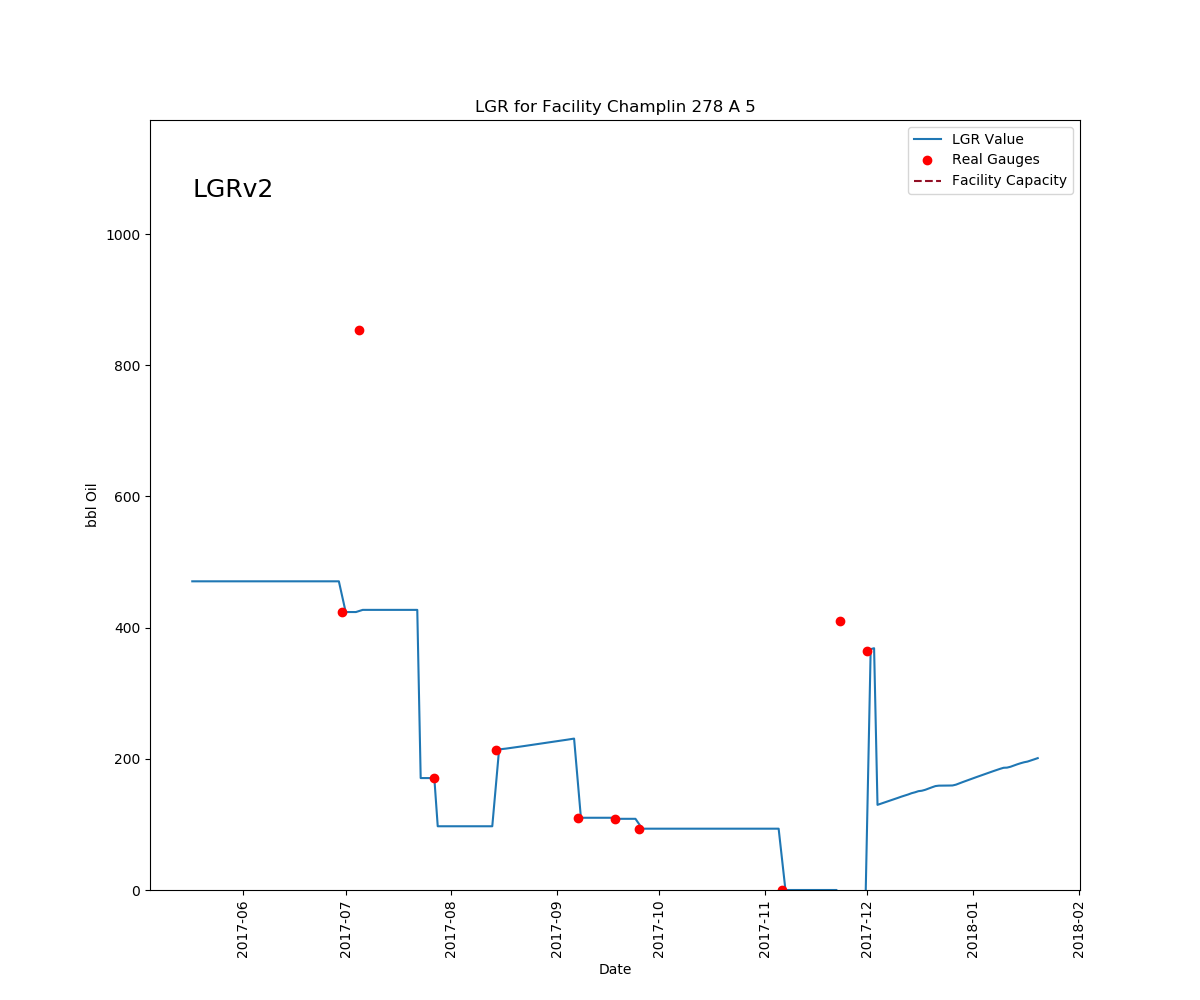 LGR for Facility Champlin 278 A 5
LGR Value
Real Gauges
Facility Capacity
LGRv2
bbl Oil
1000
800
600
400
200
0
2017-06
2017-07
2017-08
2017-09
2017-10
2017-11
2017-12
2018-01
2018-02
Date